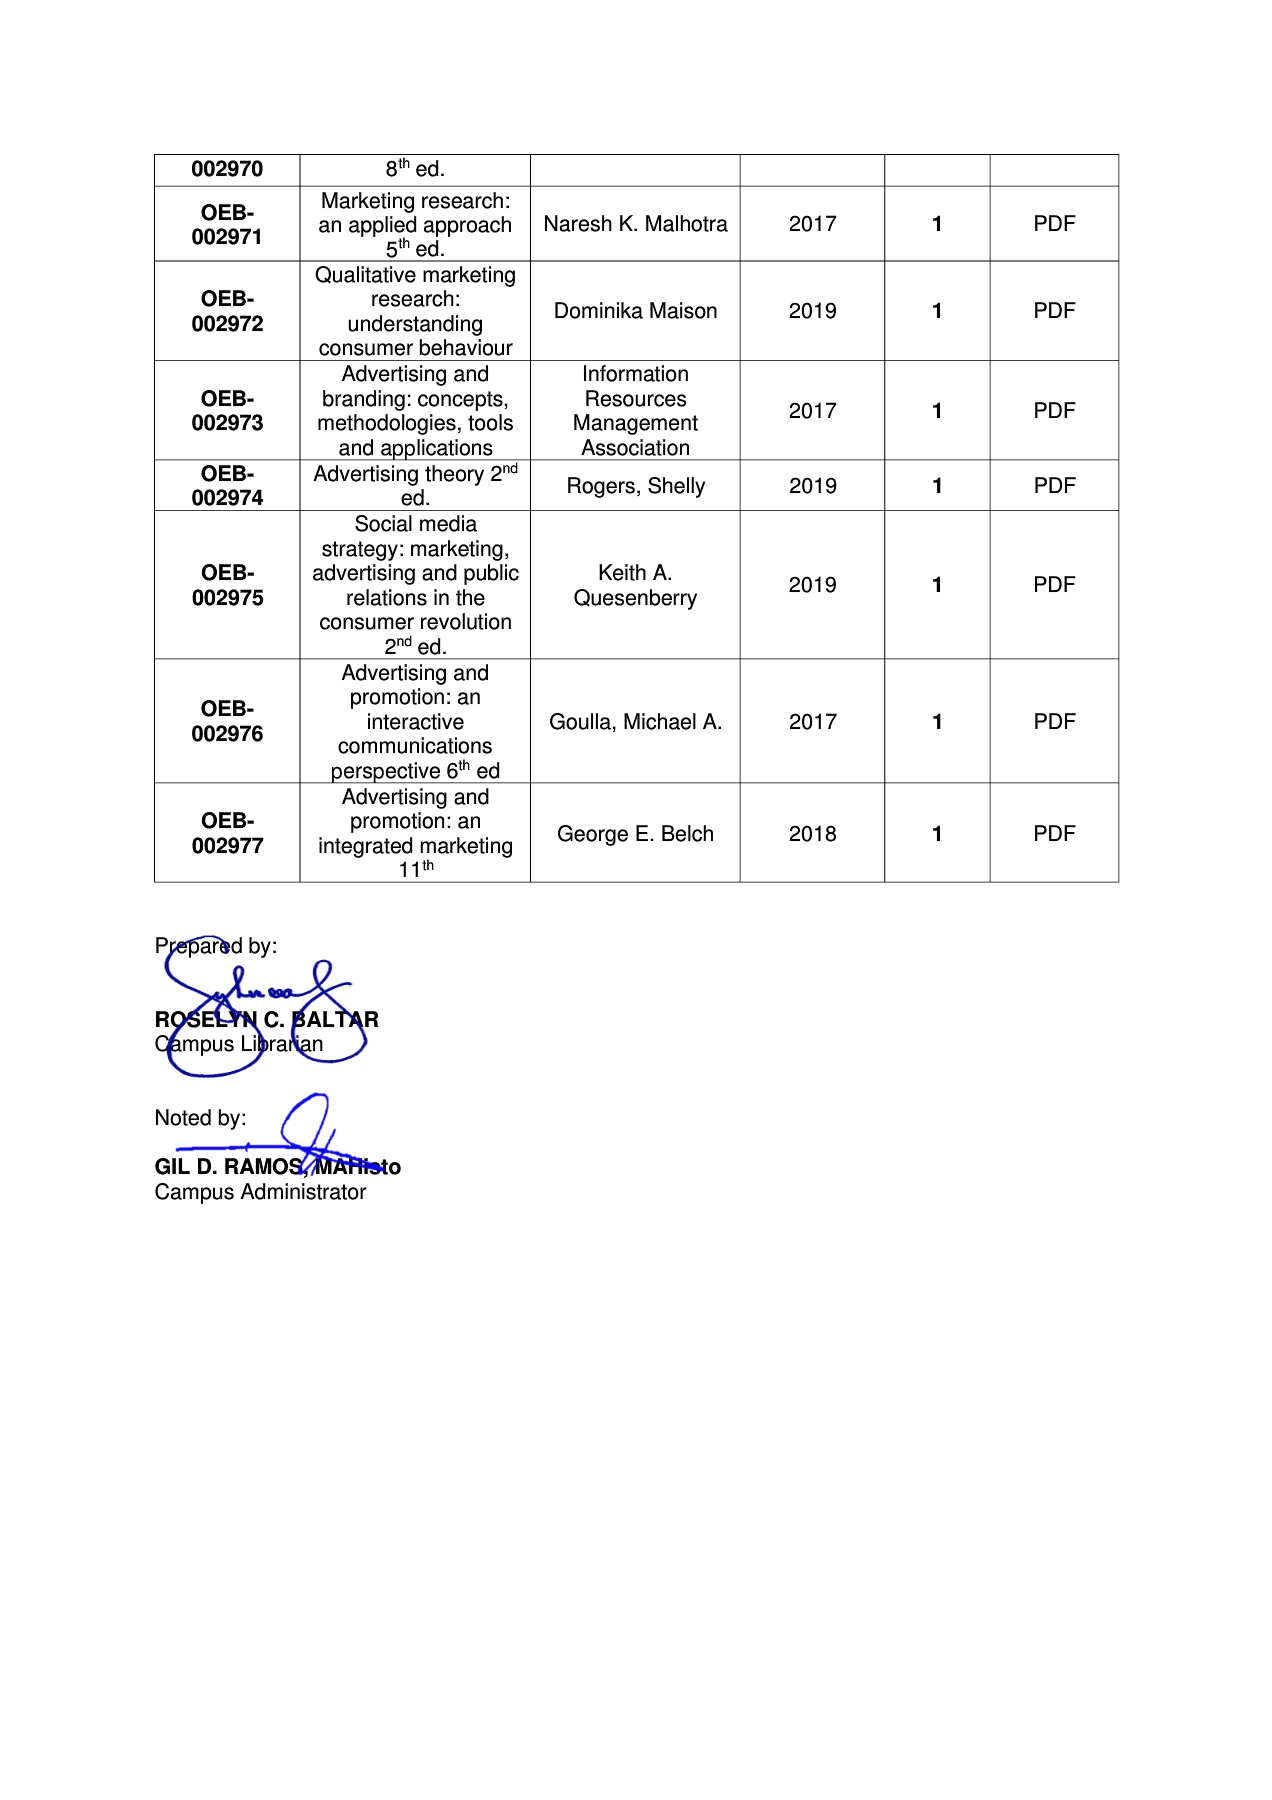 002970 8th ed.
OEB-002971 Marketing research: an applied approach 5th ed. Naresh K. Malhotra 2017 1 PDF
OEB-002972 Qualitative marketing research: understanding consumer behaviour Dominika Maison 2019 1 PDF
OEB-002973 Advertising and branding: concepts, methodologies, tools and applications Information Resources Management Association 2017 1 PDF
OEB-002974 Advertising theory 2nd ed. Rogers, Shelly 2019 1 PDF
OEB-002975 Social media strategy: marketing, advertising and public relations in the consumer revolution 2nd ed. Keith A. Quesenberry 2019 1 PDF
OEB-002976 Advertising and promotion: an interactive communications perspective 6th ed Goulla, Michael A. 2017 1 PDF
OEB-002977 Advertising and promotion: an integrated marketing 11th George E. Belch 2018 1 PDF
Prepared by:
ROSELYN C. BALTAR
Campus Librarian
Noted by:
GIL D. RAMOS, MAHisto
Campus Administrator